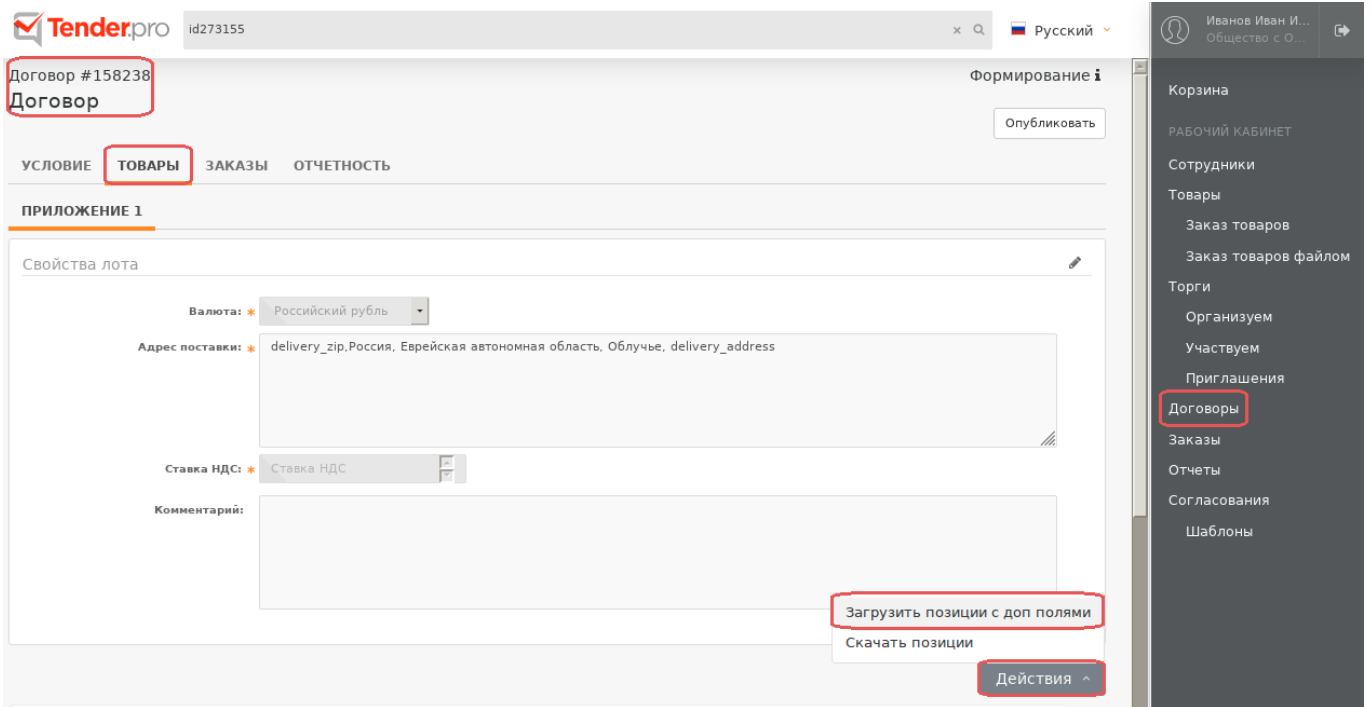 Tender.pro
id273155
Русский
Иванов Иван И...
Общество с О...
Договор #158238
Договор
Формирование
Опубликовать
УСЛОВИЕ ТОВАРЫ ЗАКАЗЫ ОТЧЕТНОСТЬ
ПРИЛОЖЕНИЕ 1
Свойства лота
Валюта: * Российский рубль
Адрес поставки: * delivery_zip,Россия, Еврейская автономная область, Облучье, delivery_address
Ставка НДС: * Ставка НДС
Комментарий:
Загрузить позиции с доп полями
Скачать позиции
Действия
Корзина
РАБОЧИЙ КАБИНЕТ
Сотрудники
Товары
Заказ товаров
Заказ товаров файлом
Торги
Организуем
Участвуем
Приглашения
Договоры
Заказы
Отчеты
Согласования
Шаблоны